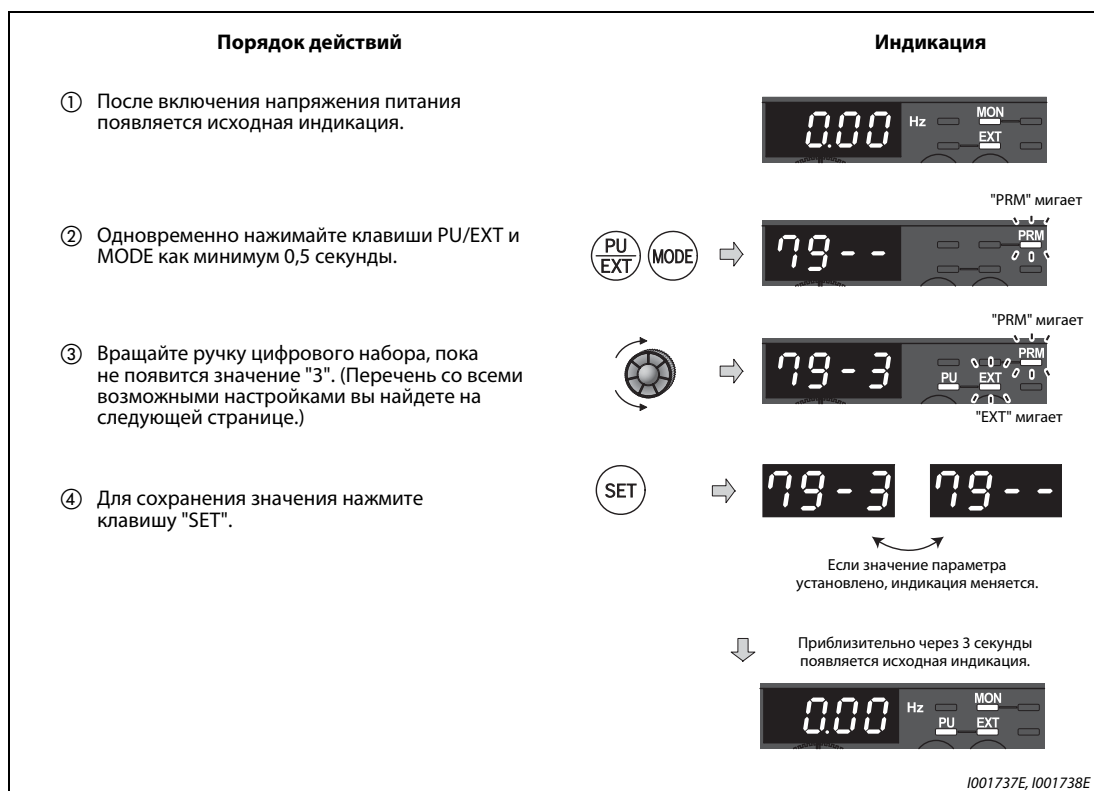 Порядок действий
Индикация
① После включения напряжения питания
появляется исходная индикация.
0.00 Hz MON
EXT
② Одновременно нажимайте клавиши PU/EXT и
MODE как минимум 0,5 секунды.
"PRM" мигает
PU
EXT
MODE
79-- PRM
③ Вращайте ручку цифрового набора, пока
не появится значение "3". (Перечень со всеми
возможными настройками вы найдете на
следующей странице.)
"PRM" мигает
79-3 PRM
PU EXT
"EXT" мигает
④ Для сохранения значения нажмите
клавишу "SET".
SET
79-3 79--
Если значение параметра
установлено, индикация меняется.
Приблизительно через 3 секунды
появляется исходная индикация.
0.00 Hz MON
PU EXT
I001737E, I001738E